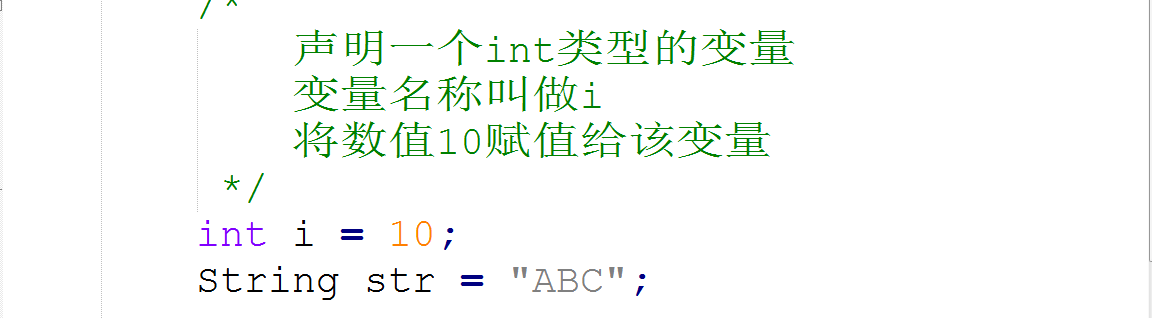 /*
声明一个int类型的变量
变量名称叫做i
将数值10赋值给该变量
*/
int i = 10;
String str = "ABC";